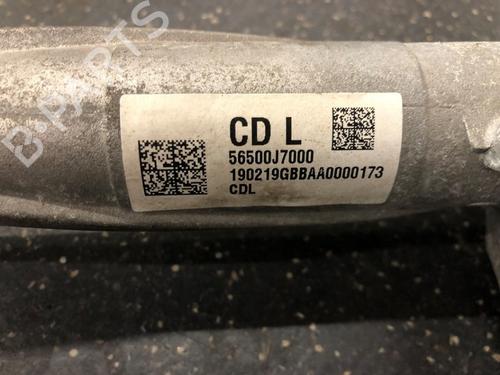 B-PARTS
CD L
56500J7000
190219GBBAA0000173
CDL